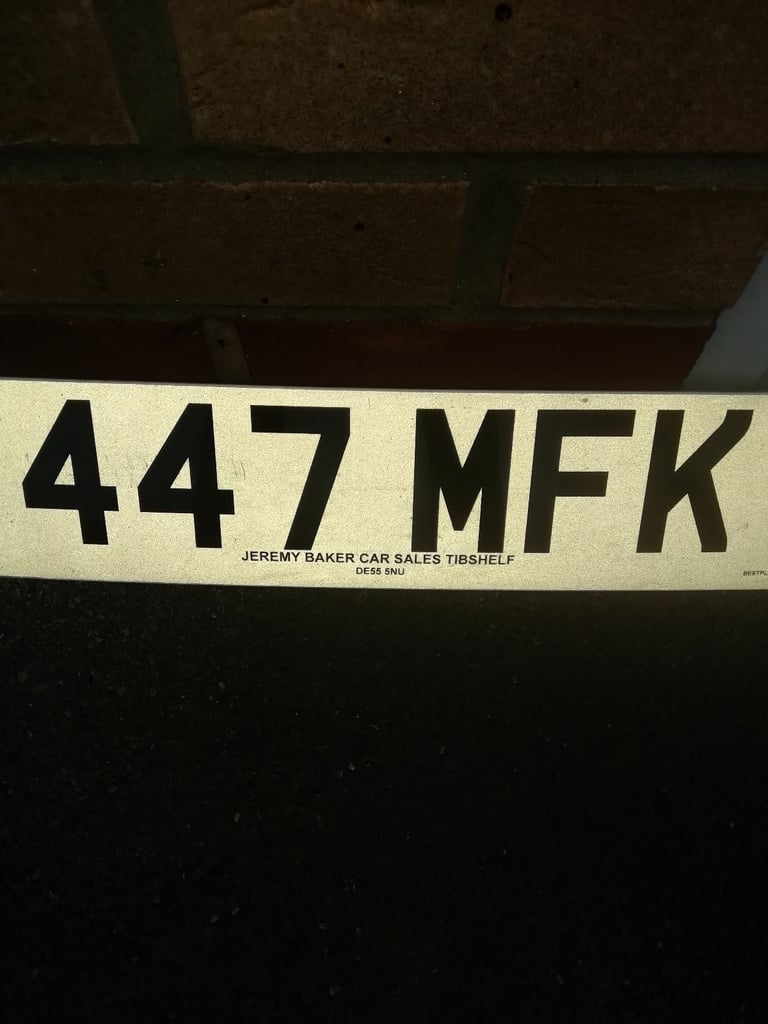 447 MFK
JEREMY BAKER CAR SALES TIBSHELF
DE55 5NU